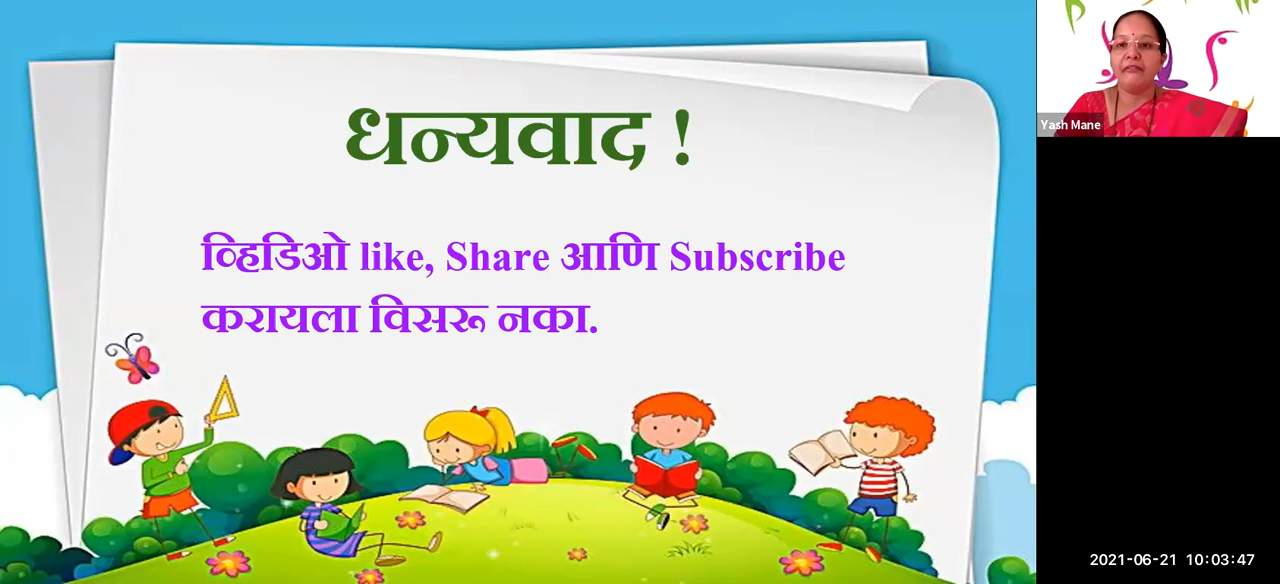 धन्यवाद !
व्हिडिओ like, Share आणि Subscribe
करायला विसरू नका.
Yash Mane
2021-06-21 10:03:47